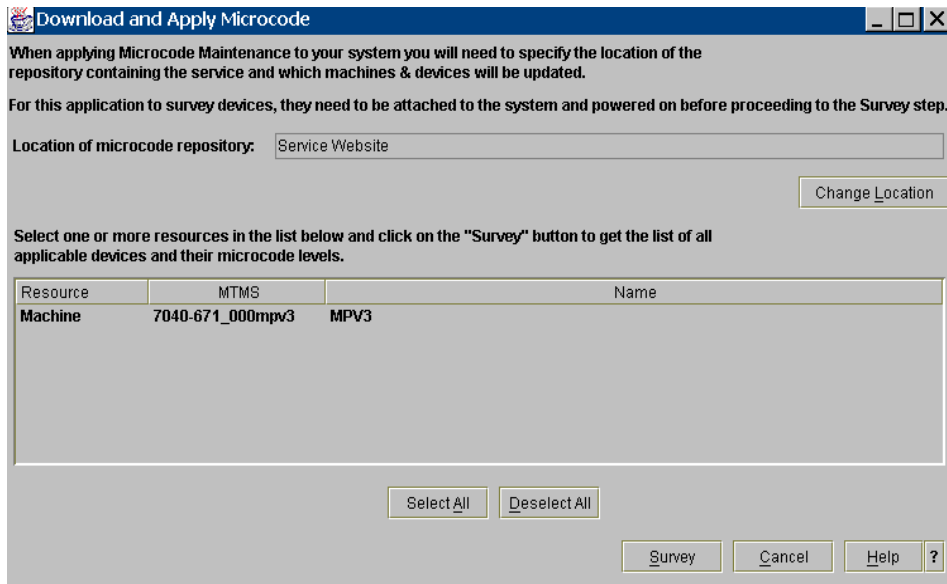 Download and Apply Microcode
When applying Microcode Maintenance to your system you will need to specify the location of the
repository containing the service and which machines & devices will be updated.
For this application to survey devices, they need to be attached to the system and powered on before proceeding to the Survey step.
Location of microcode repository: Service Website
Change Location
Select one or more resources in the list below and click on the "Survey" button to get the list of all
applicable devices and their microcode levels.
Resource MTMS Name
Machine 7040-671_000mpv3 MPV3
Select All Deselect All
Survey Cancel Help ?